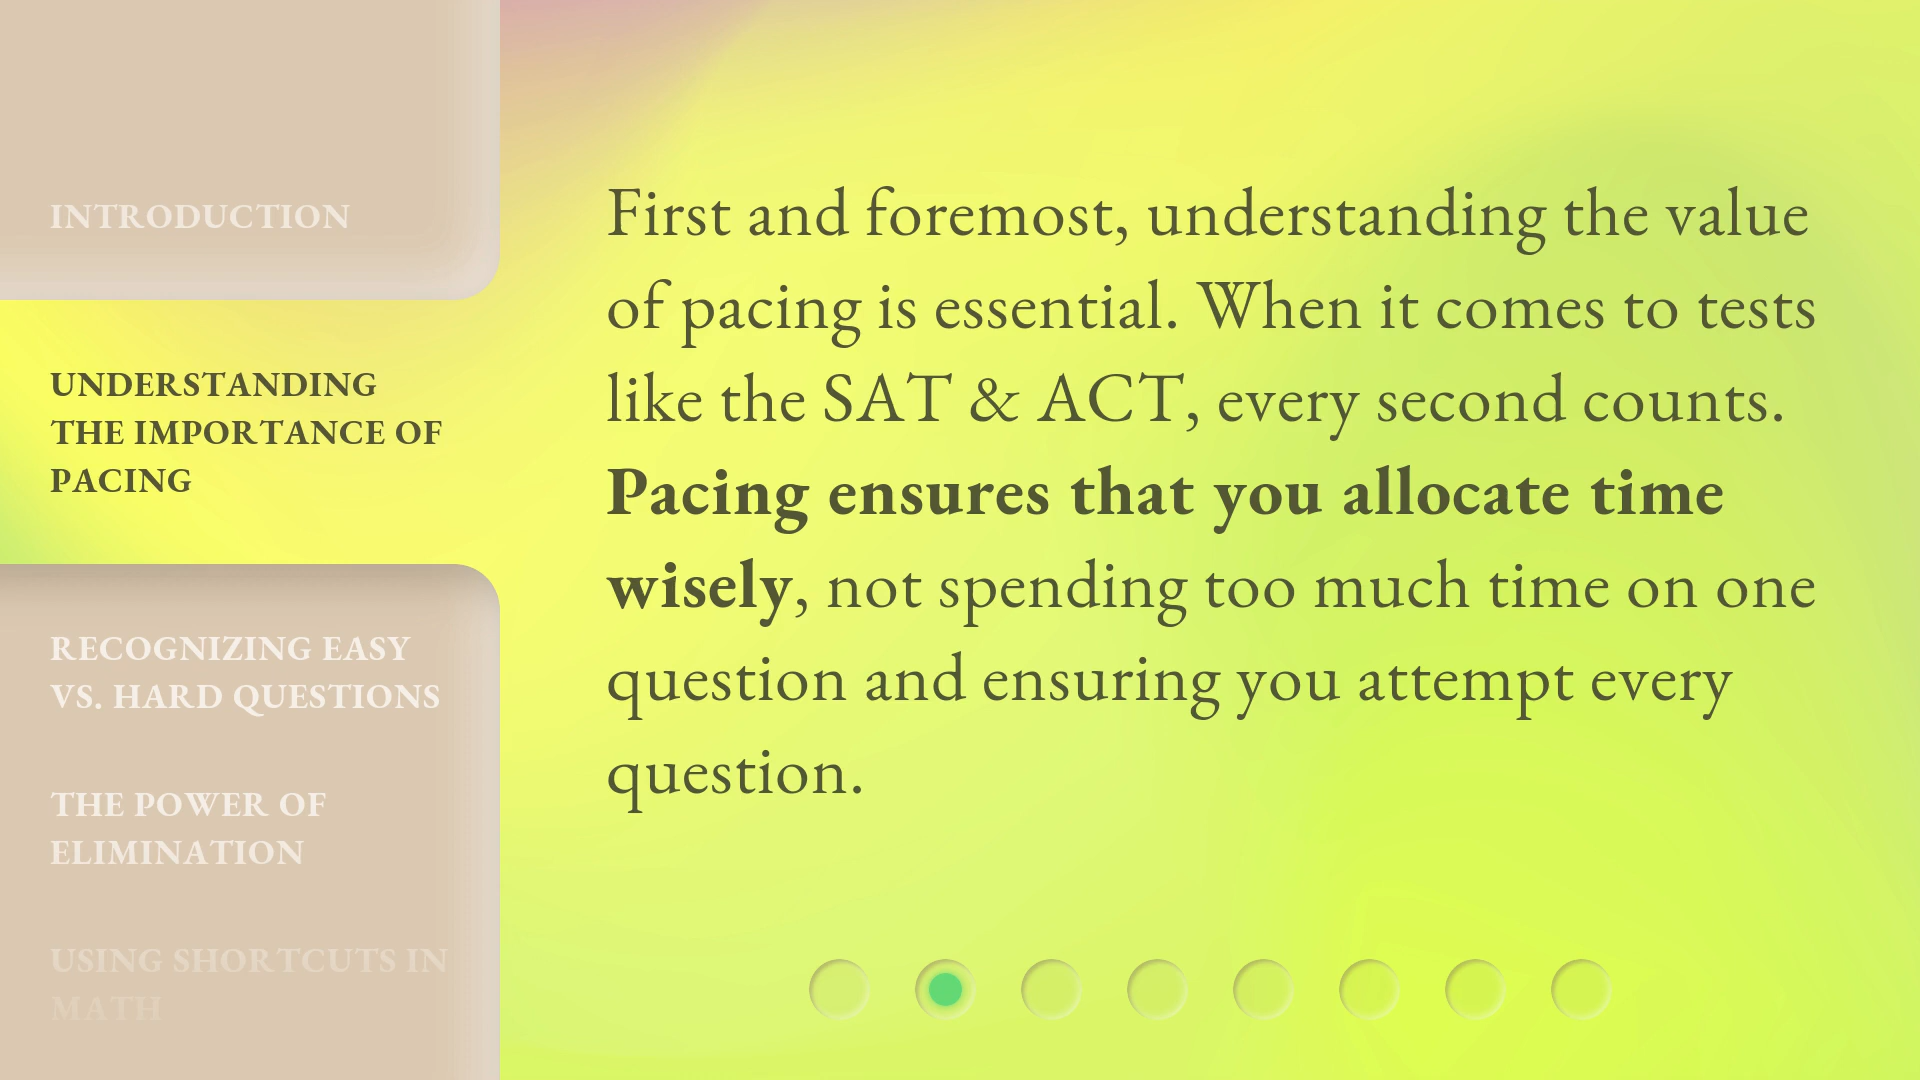 INTRODUCTION
UNDERSTANDING
THE IMPORTANCE OF
PACING
RECOGNIZING EASY
VS. HARD QUESTIONS
THE POWER OF
ELIMINATION
USING SHORTCUTS IN
MATH
First and foremost, understanding the value
of pacing is essential. When it comes to tests
like the SAT & ACT, every second counts.
Pacing ensures that you allocate time
wisely, not spending too much time on one
question and ensuring you attempt every
question.